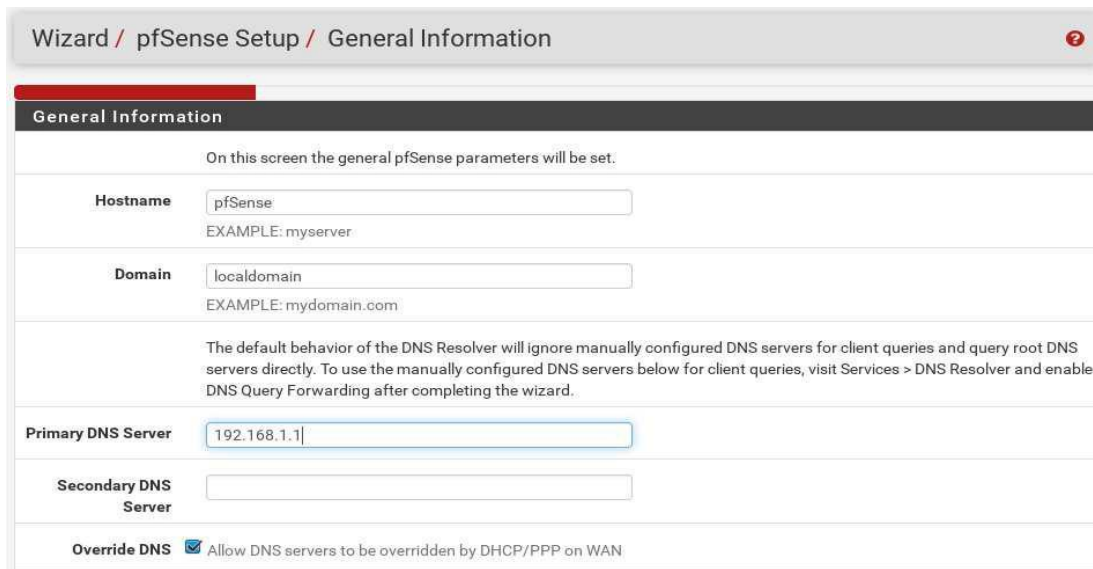 Wizard / pfSense Setup / General Information
General Information
On this screen the general pfSense parameters will be set.
Hostname
pfSense
EXAMPLE: myserver
Domain
localdomain
EXAMPLE: mydomain.com
The default behavior of the DNS Resolver will ignore manually configured DNS servers for client queries and query root DNS
servers directly. To use the manually configured DNS servers below for client queries, visit Services > DNS Resolver and enable
DNS Query Forwarding after completing the wizard.
Primary DNS Server
192.168.1.1
Secondary DNS
Server
Override DNS
Allow DNS servers to be overridden by DHCP/PPP on WAN